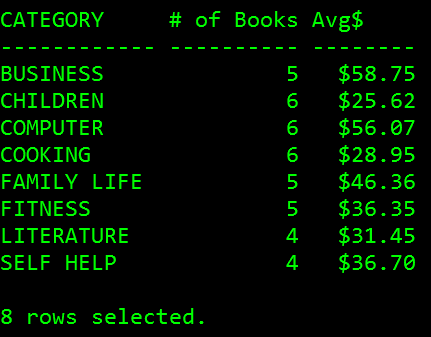 CATEGORY     # of Books Avg$
------------ ---------- --------
BUSINESS              5   $58.75
CHILDREN              6   $25.62
COMPUTER              6   $56.07
COOKING               6   $28.95
FAMILY LIFE           5   $46.36
FITNESS               5   $36.35
LITERATURE            4   $31.45
SELF HELP             4   $36.70
8 rows selected.